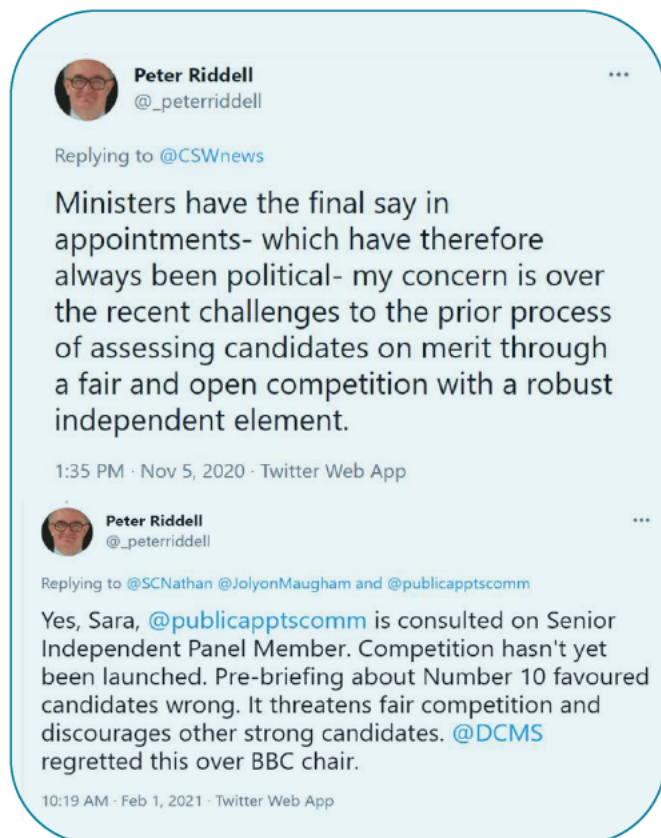 Peter Riddell
@_peterriddell
Replying to @CSWnews
Ministers have the final say in
appointments- which have therefore
always been political- my concern is over
the recent challenges to the prior process
of assessing candidates on merit through
a fair and open competition with a robust
independent element.
1:35 PM · Nov 5, 2020 · Twitter Web App
Peter Riddell
@_peterriddell
Replying to @SCNathan @JolyonMaugham and @publicapptscomm
Yes, Sara, @publicapptscomm is consulted on Senior
Independent Panel Member. Competition hasn't yet
been launched. Pre-briefing about Number 10 favoured
candidates wrong. It threatens fair competition and
discourages other strong candidates. @DCMS
regretted this over BBC chair.
10:19 AM · Feb 1, 2021 · Twitter Web App